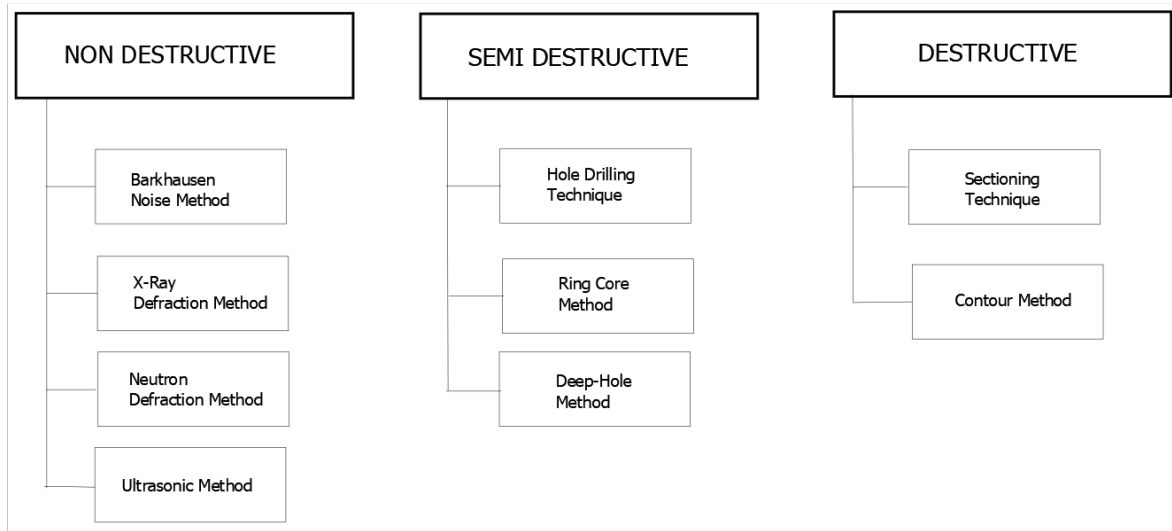 NON DESTRUCTIVE
Barkhausen
Noise Method
X-Ray
Defraction Method
Neutron
Defraction Method
Ultrasonic Method
SEMI DESTRUCTIVE
Hole Drilling
Technique
Ring Core
Method
Deep-Hole
Method
DESTRUCTIVE
Sectioning
Technique
Contour Method